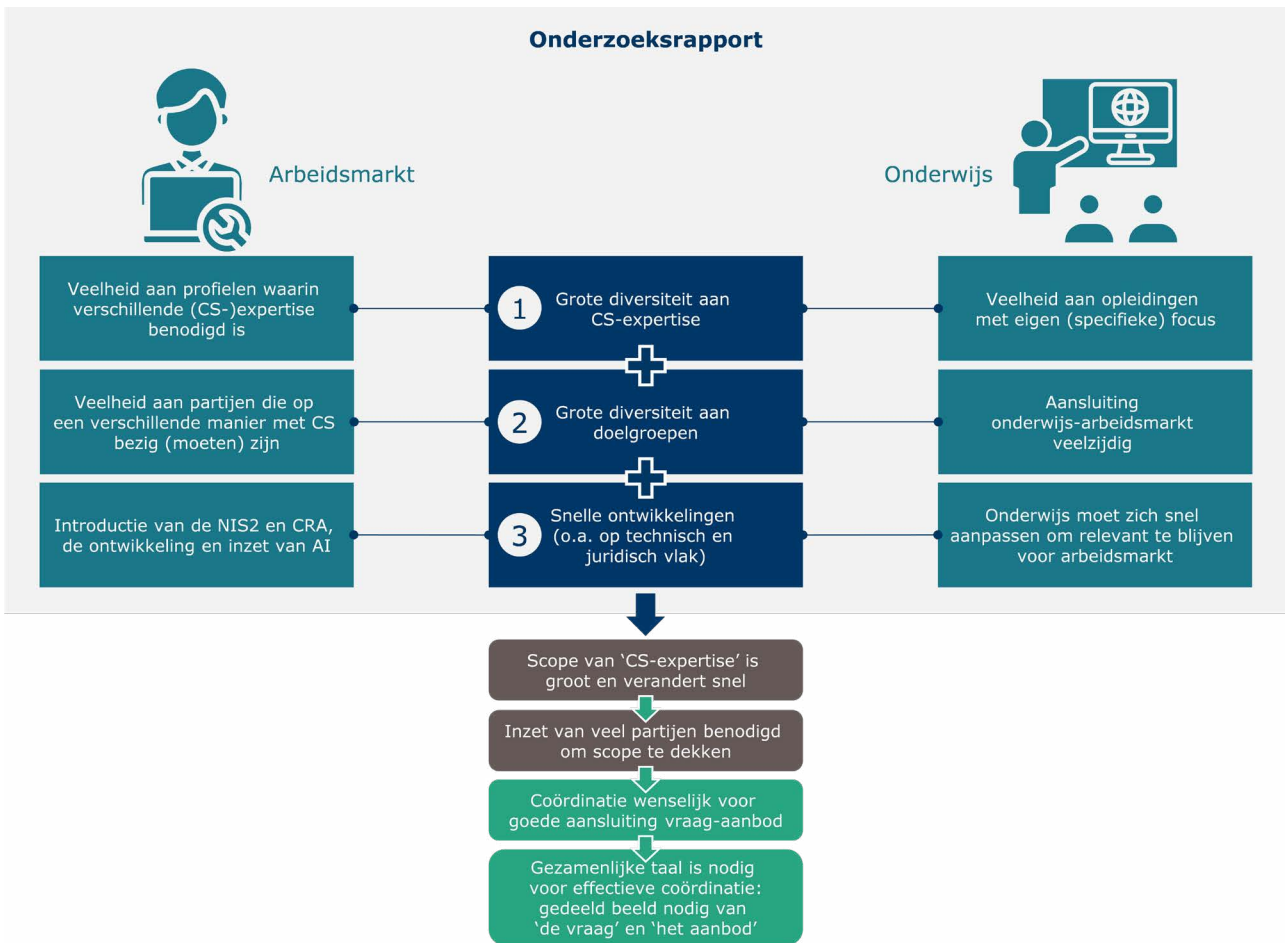 Onderzoeksrapport
Arbeidsmarkt
Onderwijs
Veelheid aan profielen waarin
verschillende (CS-)expertise
benodigd is
1
Grote diversiteit aan
CS-expertise
Veelheid aan opleidingen
met eigen (specifieke) focus
Veelheid aan partijen die op
een verschillende manier met CS
bezig (moeten) zijn
2
Grote diversiteit aan
doelgroepen
Aansluiting
onderwijs-arbeidsmarkt
veelzijdig
Introductie van de NIS2 en CRA,
de ontwikkeling en inzet van AI
3
Snelle ontwikkelingen
(o.a. op technisch en
juridisch vlak)
Onderwijs moet zich snel
aanpassen om relevant te blijven
voor arbeidsmarkt
Scope van ‘CS-expertise’ is
groot en verandert snel
Inzet van veel partijen benodigd
om scope te dekken
Coördinatie wenselijk voor
goede aansluiting vraag-aanbod
Gezamenlijke taal is nodig
voor effectieve coördinatie:
gedeeld beeld nodig van
‘de vraag’ en ‘het aanbod’